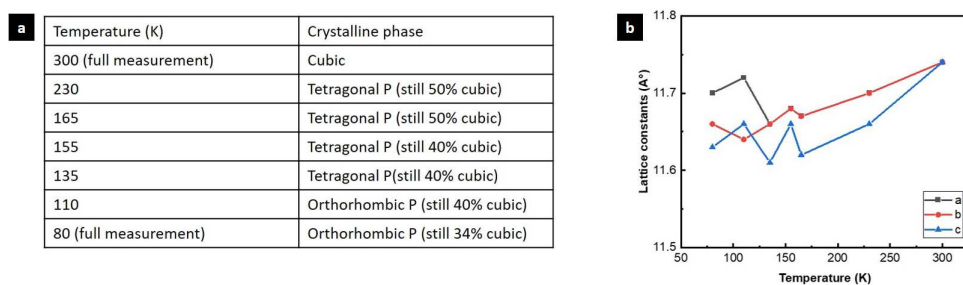 a
Temperature (K) Crystalline phase
300 (full measurement) Cubic
230 Tetragonal P (still 50% cubic)
165 Tetragonal P (still 50% cubic)
155 Tetragonal P (still 40% cubic)
135 Tetragonal P(still 40% cubic)
110 Orthorhombic P (still 40% cubic)
80 (full measurement) Orthorhombic P (still 34% cubic)
b
Lattice constants (A°)
11.8
11.7
11.6
11.5
50 100 150 200 250 300
Temperature (K)
a
b
c